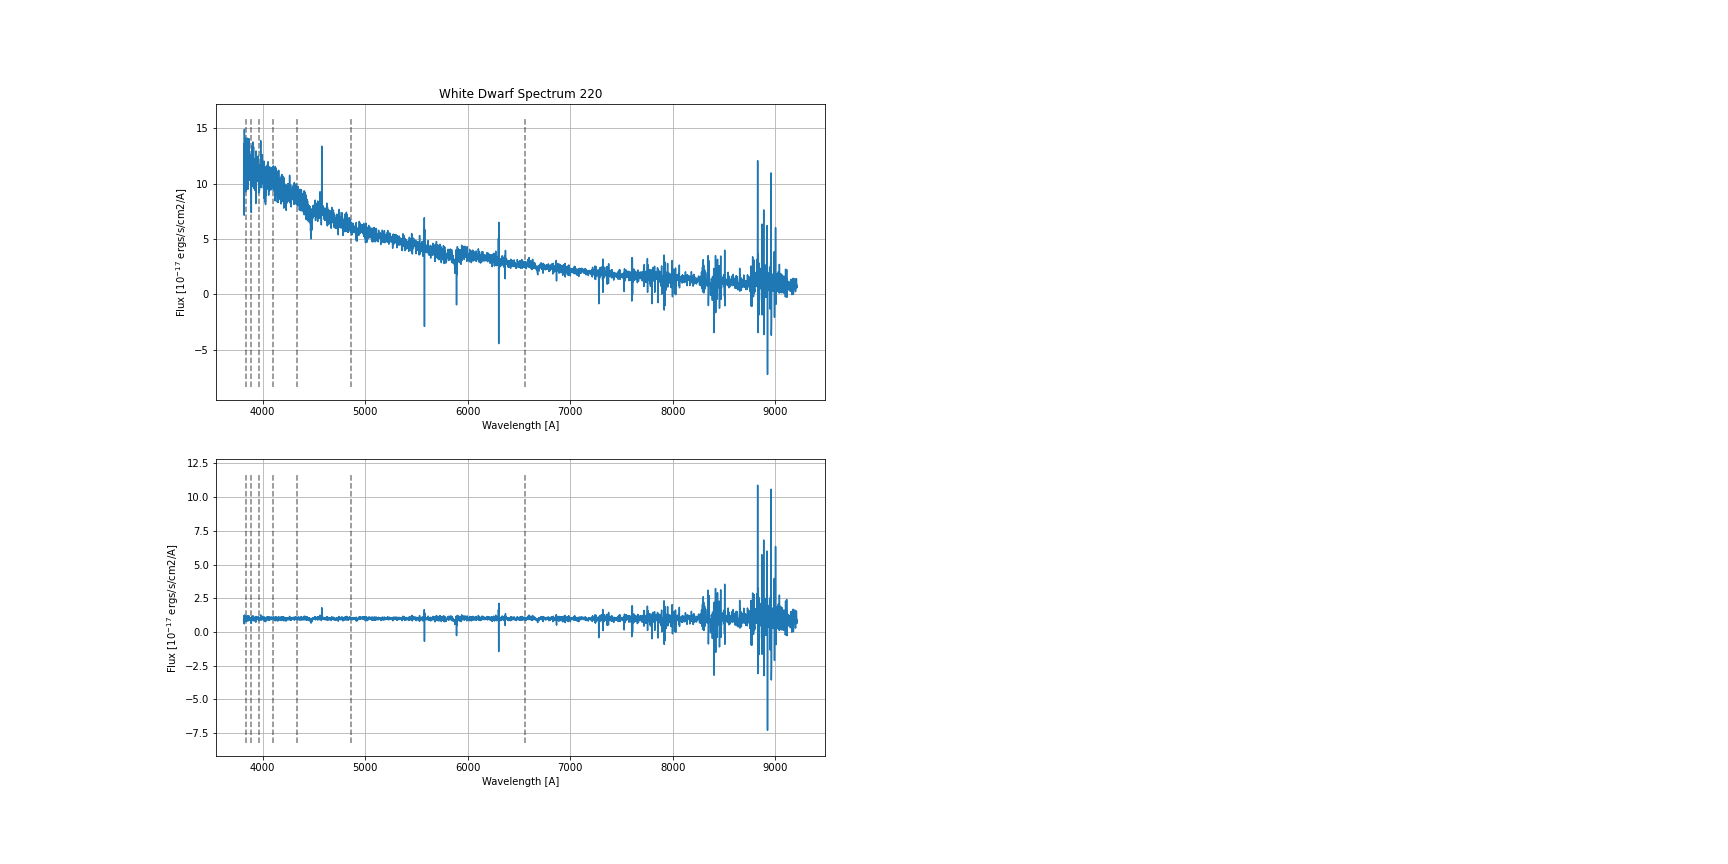 White Dwarf Spectrum 220
15
10
5
0
−5
Flux [10⁻¹⁷ ergs/s/cm2/A]
4000 5000 6000 7000 8000 9000
Wavelength [A]
12.5
10.0
7.5
5.0
2.5
0.0
−2.5
−5.0
−7.5
Flux [10⁻¹⁷ ergs/s/cm2/A]
4000 5000 6000 7000 8000 9000
Wavelength [A]